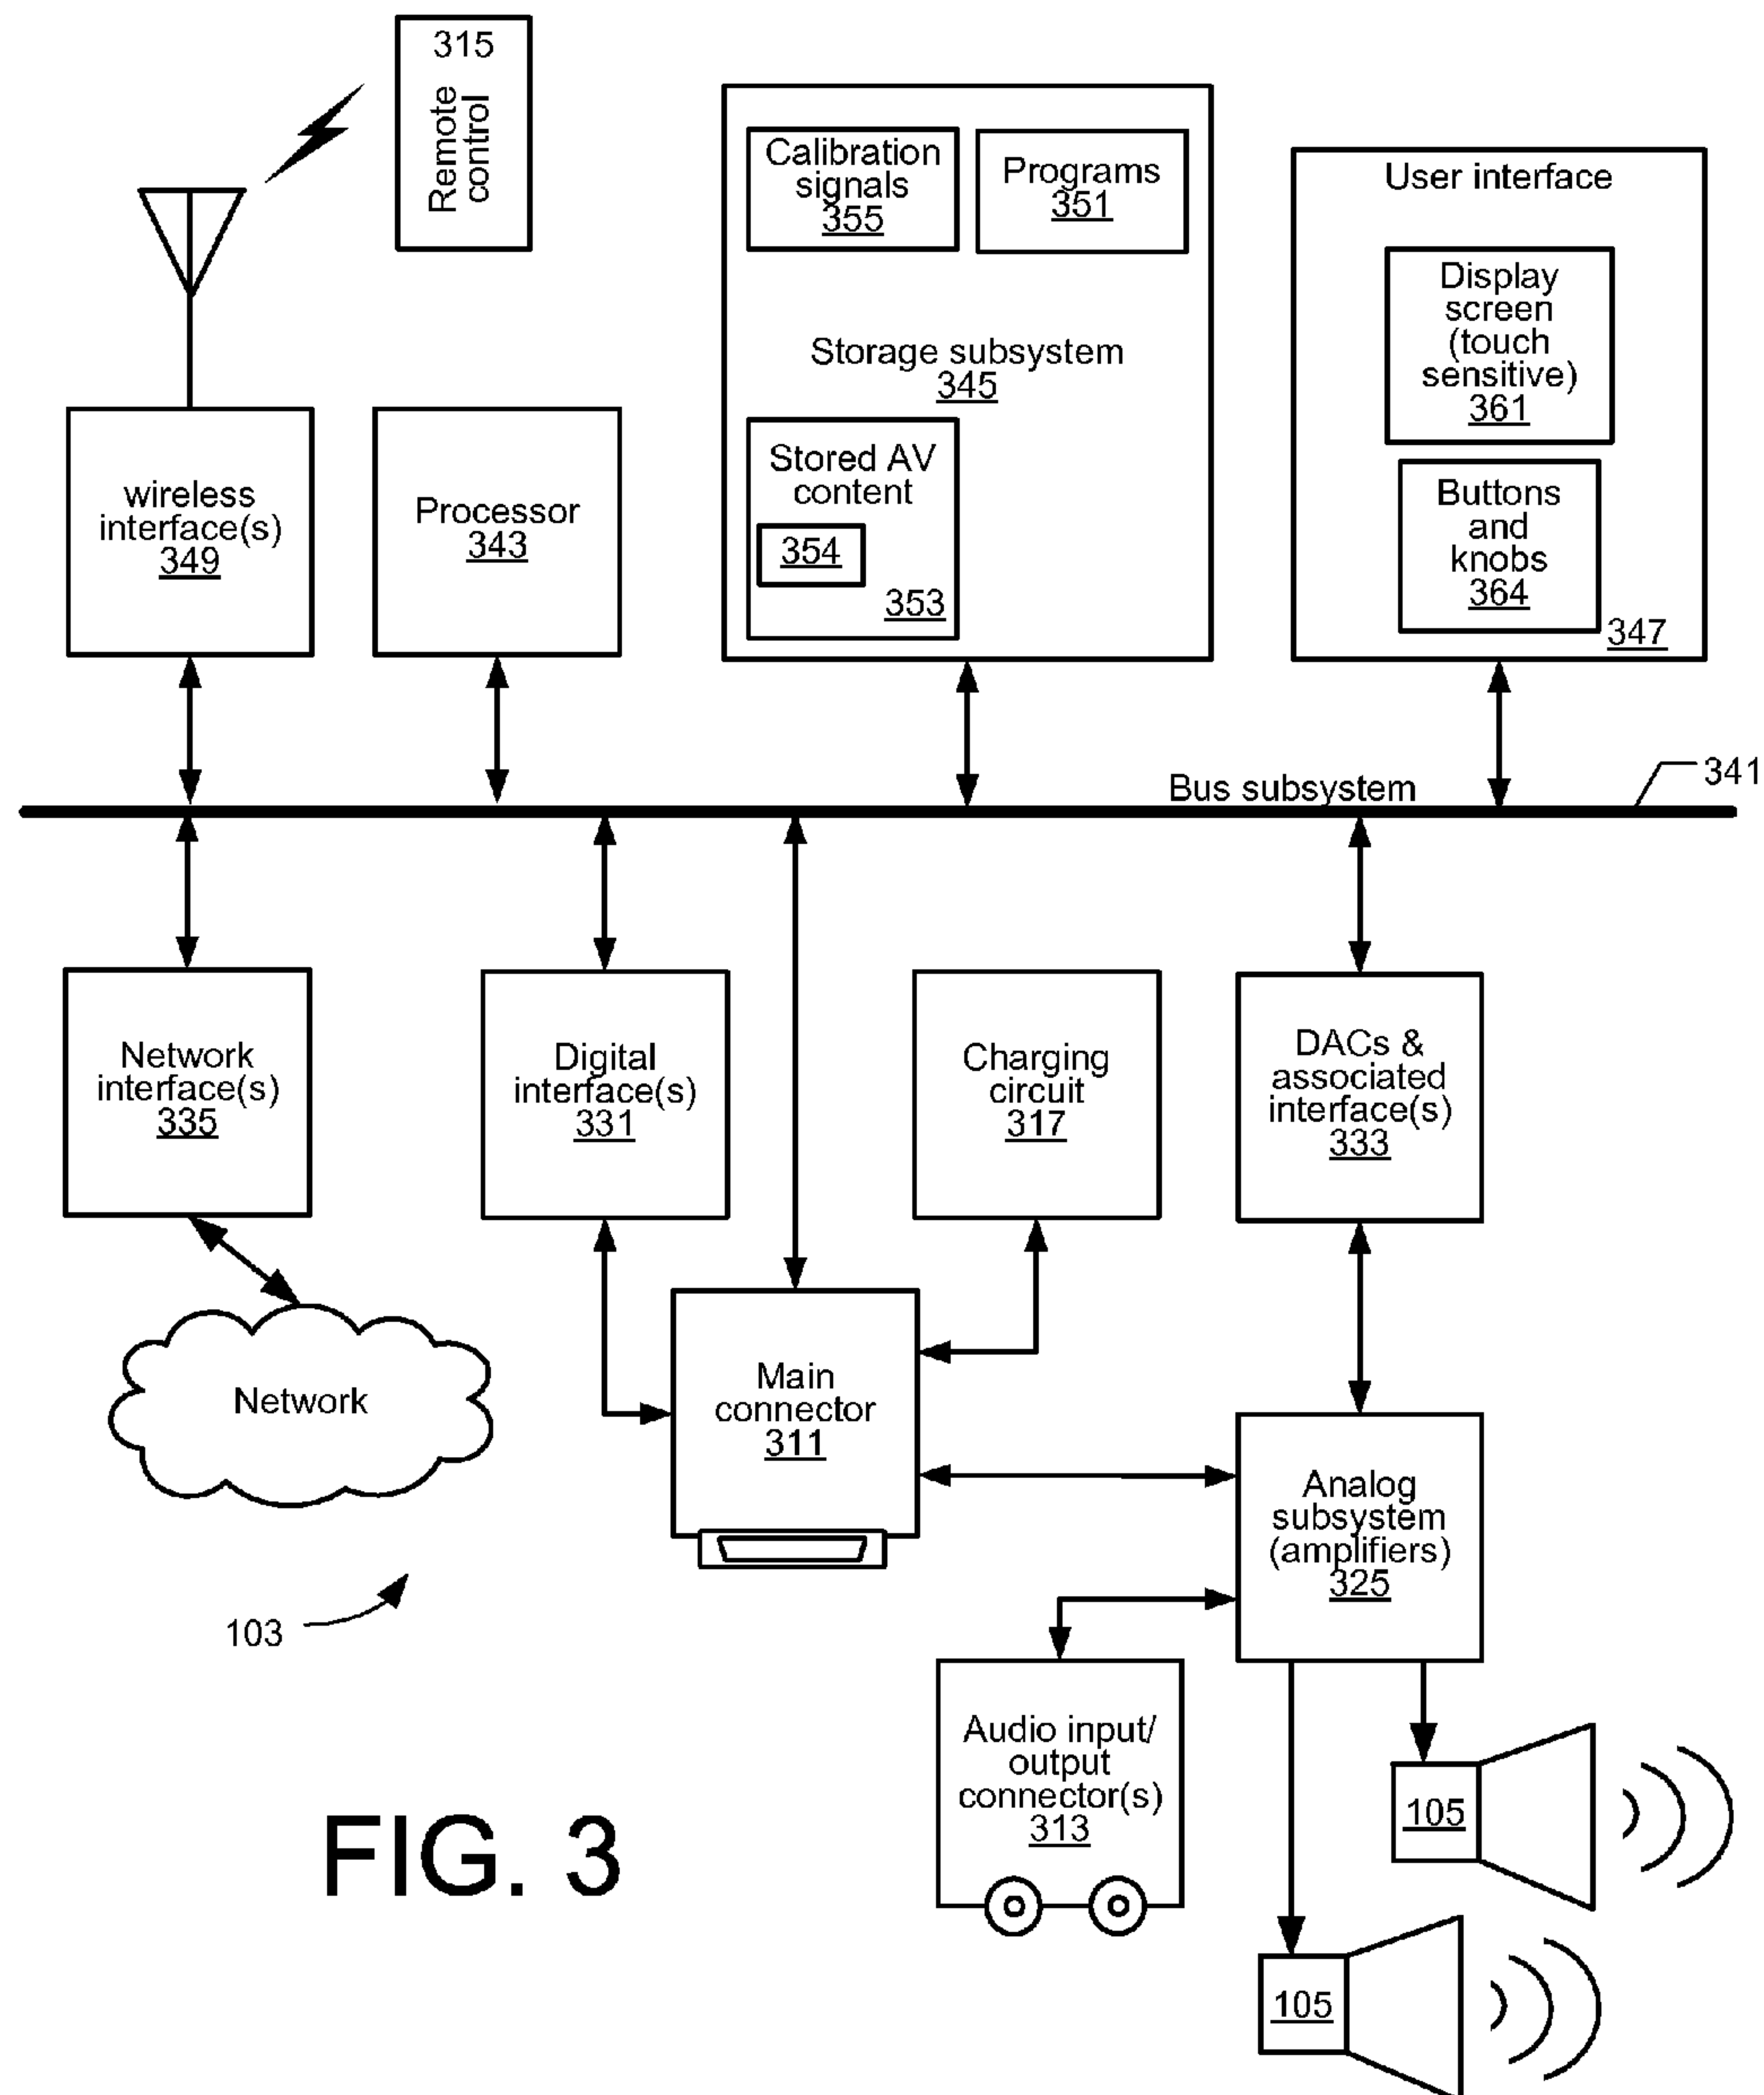 315
Remote
control
Calibration
signals
355
Programs
351
Storage subsystem
345
Stored AV
content
354
353
User interface
Display
screen
(touch
sensitive)
361
Buttons
and
knobs
364
347
wireless
interface(s)
349
Processor
343
Bus subsystem
341
Network
interface(s)
335
Digital
interface(s)
331
Charging
circuit
317
DACs &
associated
interface(s)
333
Network
Main
connector
311
Analog
subsystem
(amplifiers)
325
103
Audio input/
output
connector(s)
313
105
105
FIG. 3